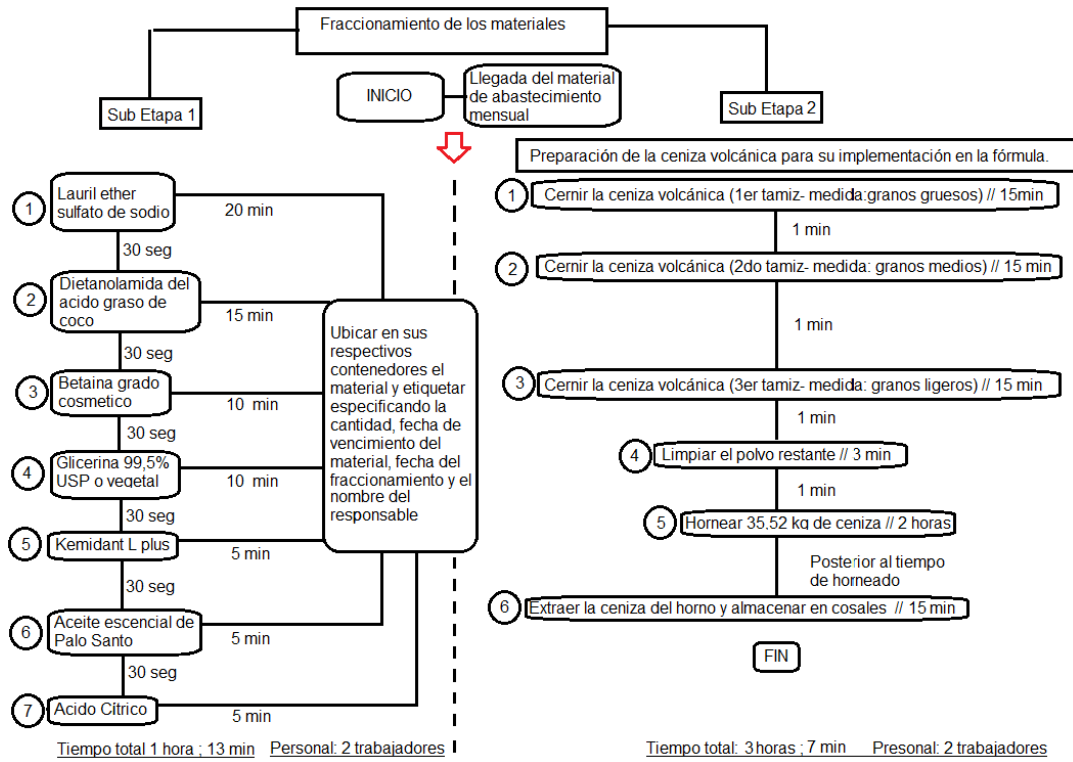 Fraccionamiento de los materiales
INICIO
Llegada del material
de abastecimiento
mensual
Sub Etapa 1
Sub Etapa 2
1
Lauril ether
sulfato de sodio
20 min
30 seg
2
Dietanolamida del
acido graso de
coco
15 min
30 seg
3
Betaina grado
cosmetico
10 min
30 seg
4
Glicerina 99,5%
USP o vegetal
10 min
30 seg
5
Kemidant L plus
5 min
30 seg
6
Aceite escencial de
Palo Santo
5 min
30 seg
7
Acido Cítrico
5 min
Ubicar en sus
respectivos
contenedores el
material y etiquetar
especificando la
cantidad, fecha de
vencimiento del
material, fecha del
fraccionamiento y el
nombre del
responsable
Tiempo total 1 hora ; 13 min Personal: 2 trabajadores
Preparación de la ceniza volcánica para su implementación en la fórmula.
1
Cernir la ceniza volcánica (1er tamiz- medida:granos gruesos) // 15min
1 min
2
Cernir la ceniza volcánica (2do tamiz- medida: granos medios) // 15 min
1 min
3
Cernir la ceniza volcánica (3er tamiz- medida: granos ligeros) // 15 min
1 min
4
Limpiar el polvo restante // 3 min
1 min
5
Hornear 35,52 kg de ceniza // 2 horas
Posterior al tiempo
de horneado
6
Extraer la ceniza del horno y almacenar en cosales // 15 min
FIN
Tiempo total: 3 horas ; 7 min Presonal: 2 trabajadores